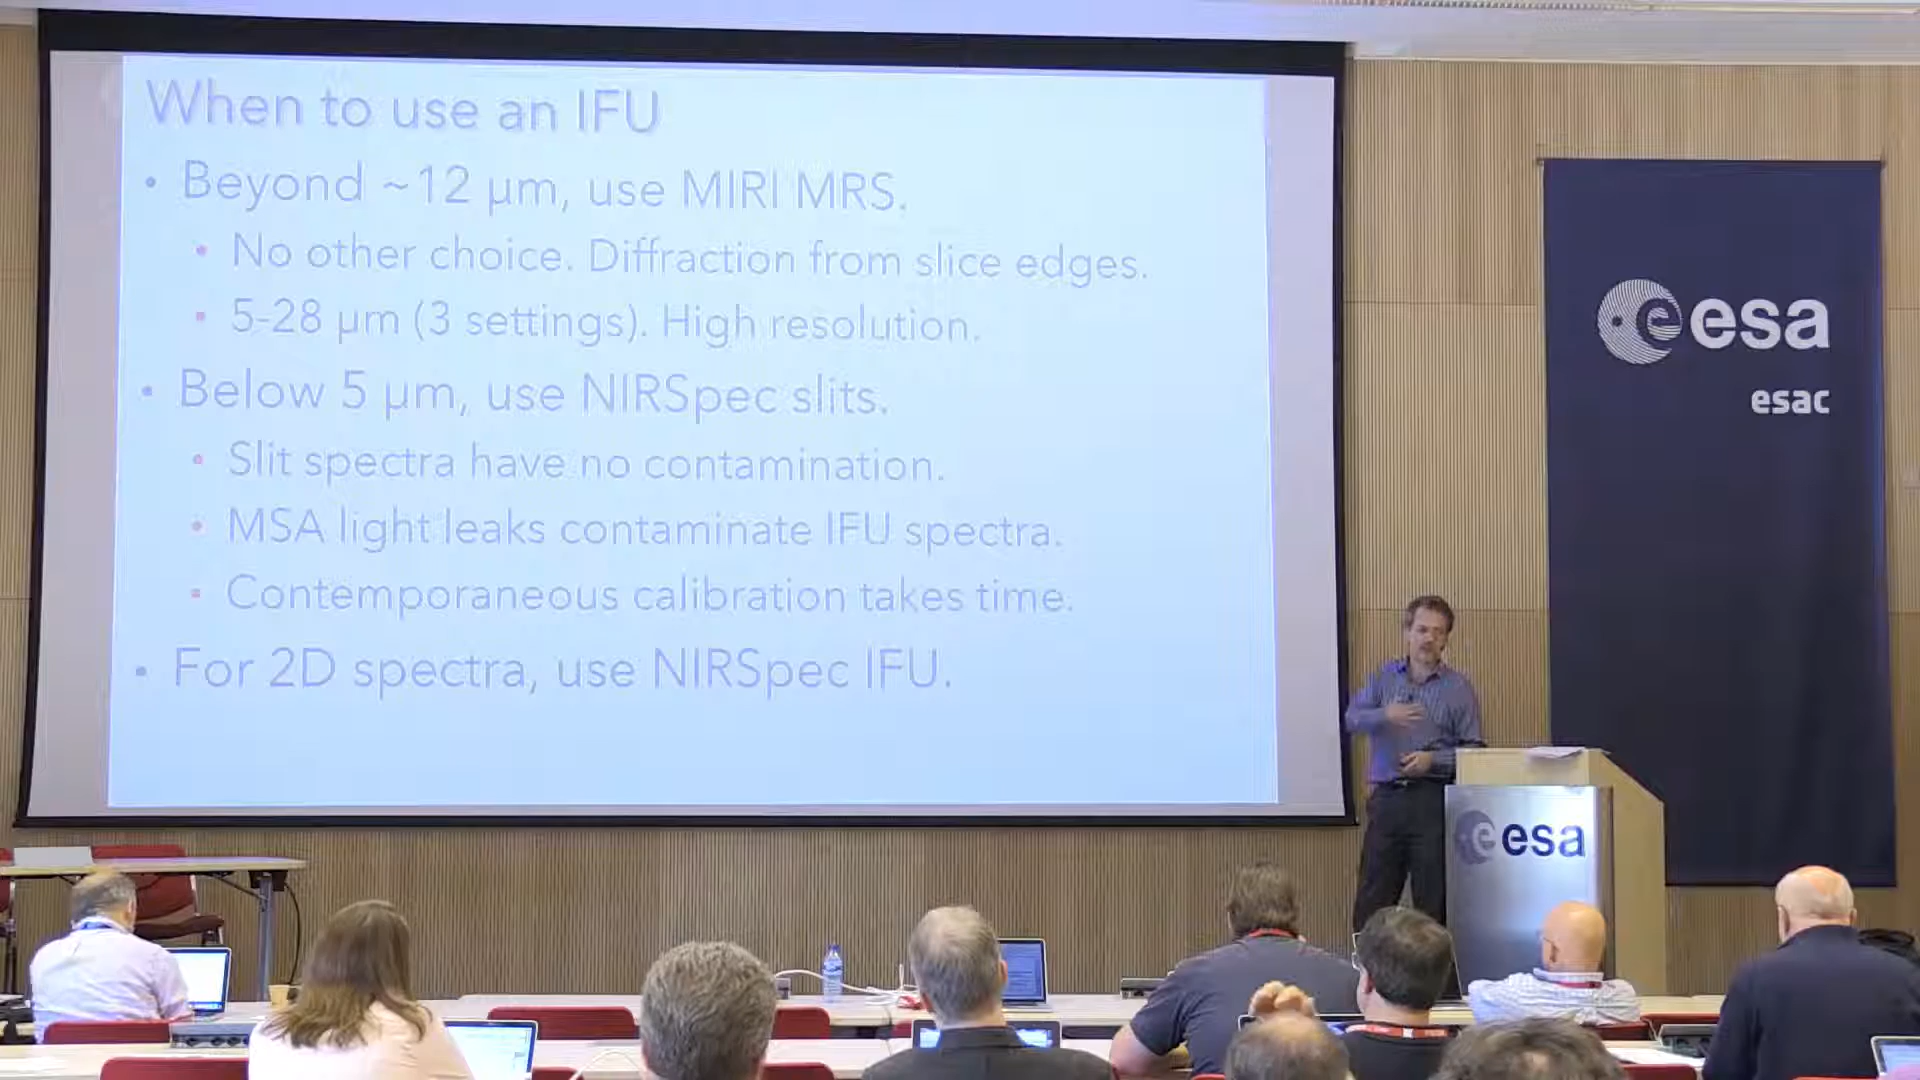 When to use an IFU
• Beyond ~12 µm, use MIRI MRS.
• No other choice. Diffraction from slice edges.
• 5-28 µm (3 settings). High resolution.
• Below 5 µm, use NIRSpec slits.
• Slit spectra have no contamination.
• MSA light leaks contaminate IFU spectra.
• Contemporaneous calibration takes time.
• For 2D spectra, use NIRSpec IFU.
esa
esac
esa